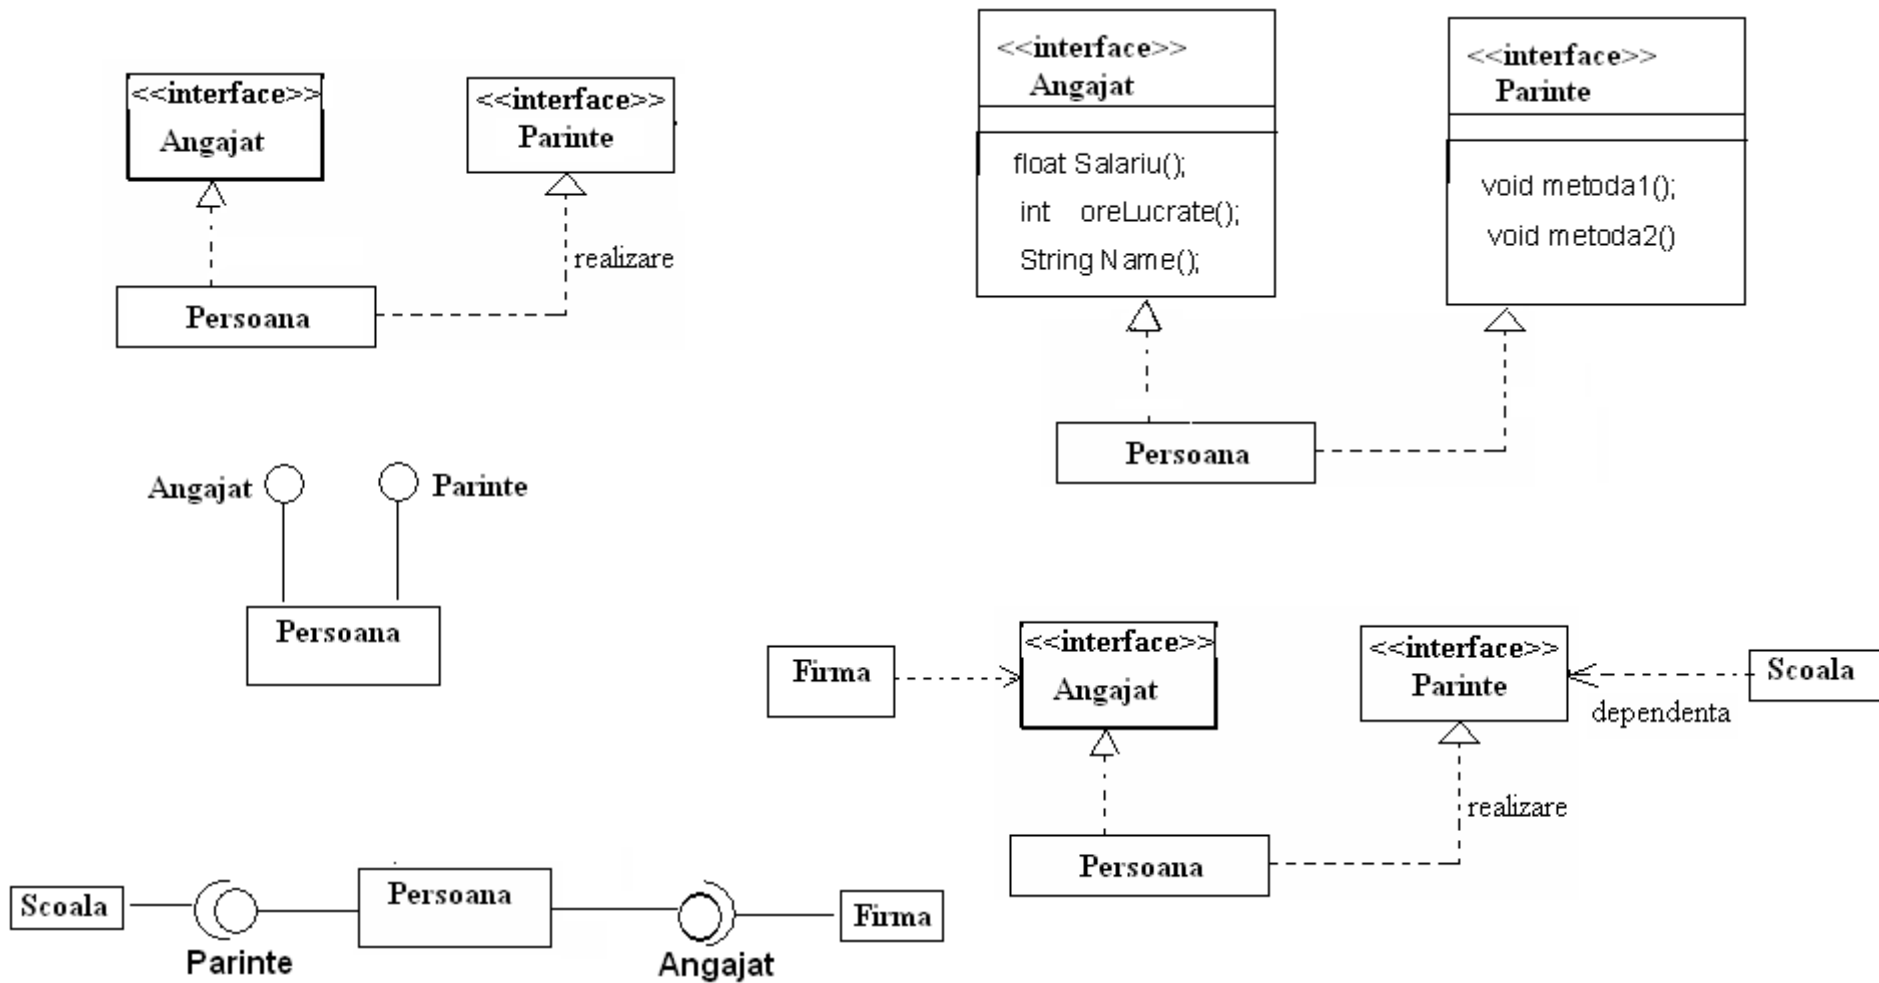 <<interface>>
Angajat
<<interface>>
Parinte
realizare
Persoana
<<interface>>
Angajat
float Salariu();
int oreLucrate();
String Name();
<<interface>>
Parinte
void metoda1();
void metoda2()
Persoana
Angajat
Parinte
Persoana
Firma
<<interface>>
Angajat
<<interface>>
Parinte
Scoala
dependenta
realizare
Persoana
Scoala
Parinte
Persoana
Angajat
Firma